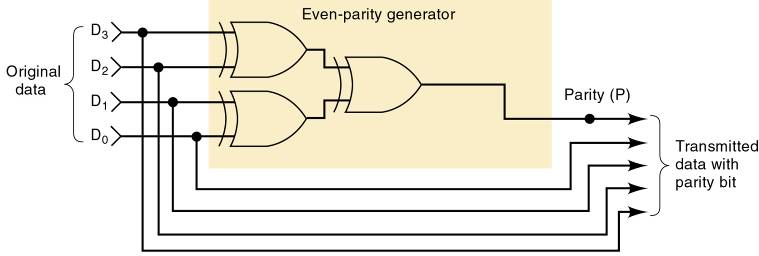 Even-parity generator
Original
data
D3
D2
D1
D0
Parity (P)
Transmitted
data with
parity bit